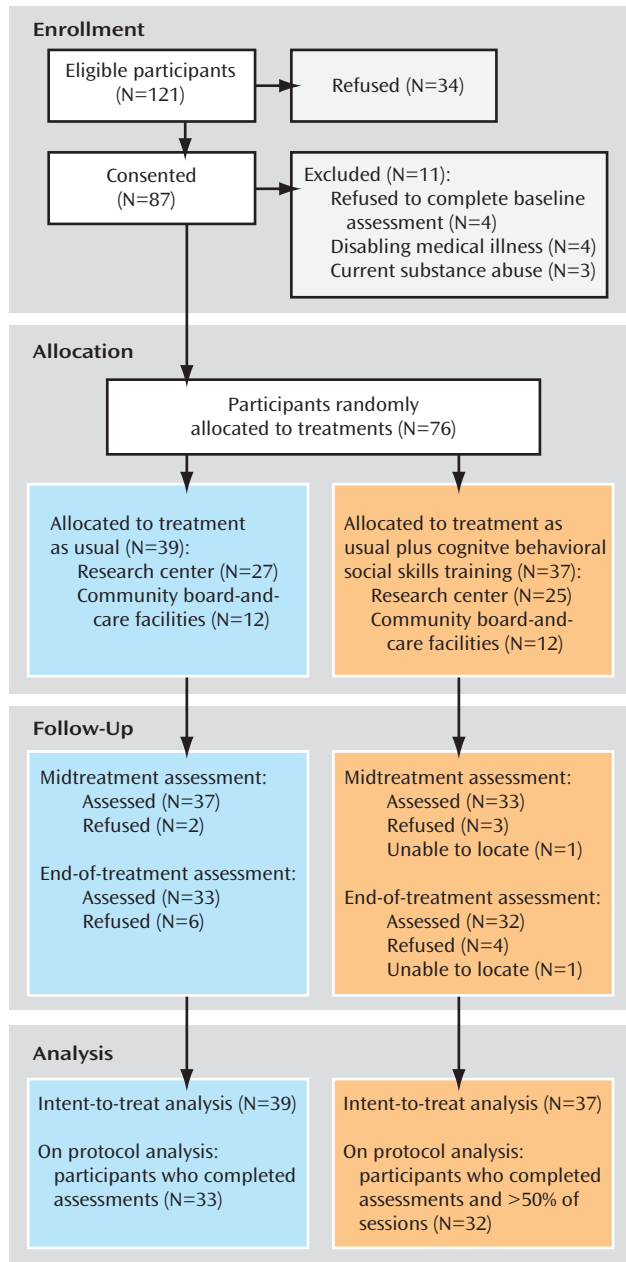 Enrollment
Eligible participants
(N=121)
Refused (N=34)
Consented
(N=87)
Excluded (N=11):
Refused to complete baseline
assessment (N=4)
Disabling medical illness (N=4)
Current substance abuse (N=3)
Allocation
Participants randomly
allocated to treatments (N=76)
Allocated to treatment
as usual (N=39):
Research center (N=27)
Community board-and-
care facilities (N=12)
Allocated to treatment as
usual plus cognitve behavioral
social skills training (N=37):
Research center (N=25)
Community board-and-
care facilities (N=12)
Follow-Up
Midtreatment assessment:
Assessed (N=37)
Refused (N=2)
End-of-treatment assessment:
Assessed (N=33)
Refused (N=6)
Midtreatment assessment:
Assessed (N=33)
Refused (N=3)
Unable to locate (N=1)
End-of-treatment assessment:
Assessed (N=32)
Refused (N=4)
Unable to locate (N=1)
Analysis
Intent-to-treat analysis (N=39)
On protocol analysis:
participants who completed
assessments (N=33)
Intent-to-treat analysis (N=37)
On protocol analysis:
participants who completed
assessments and >50% of
sessions (N=32)